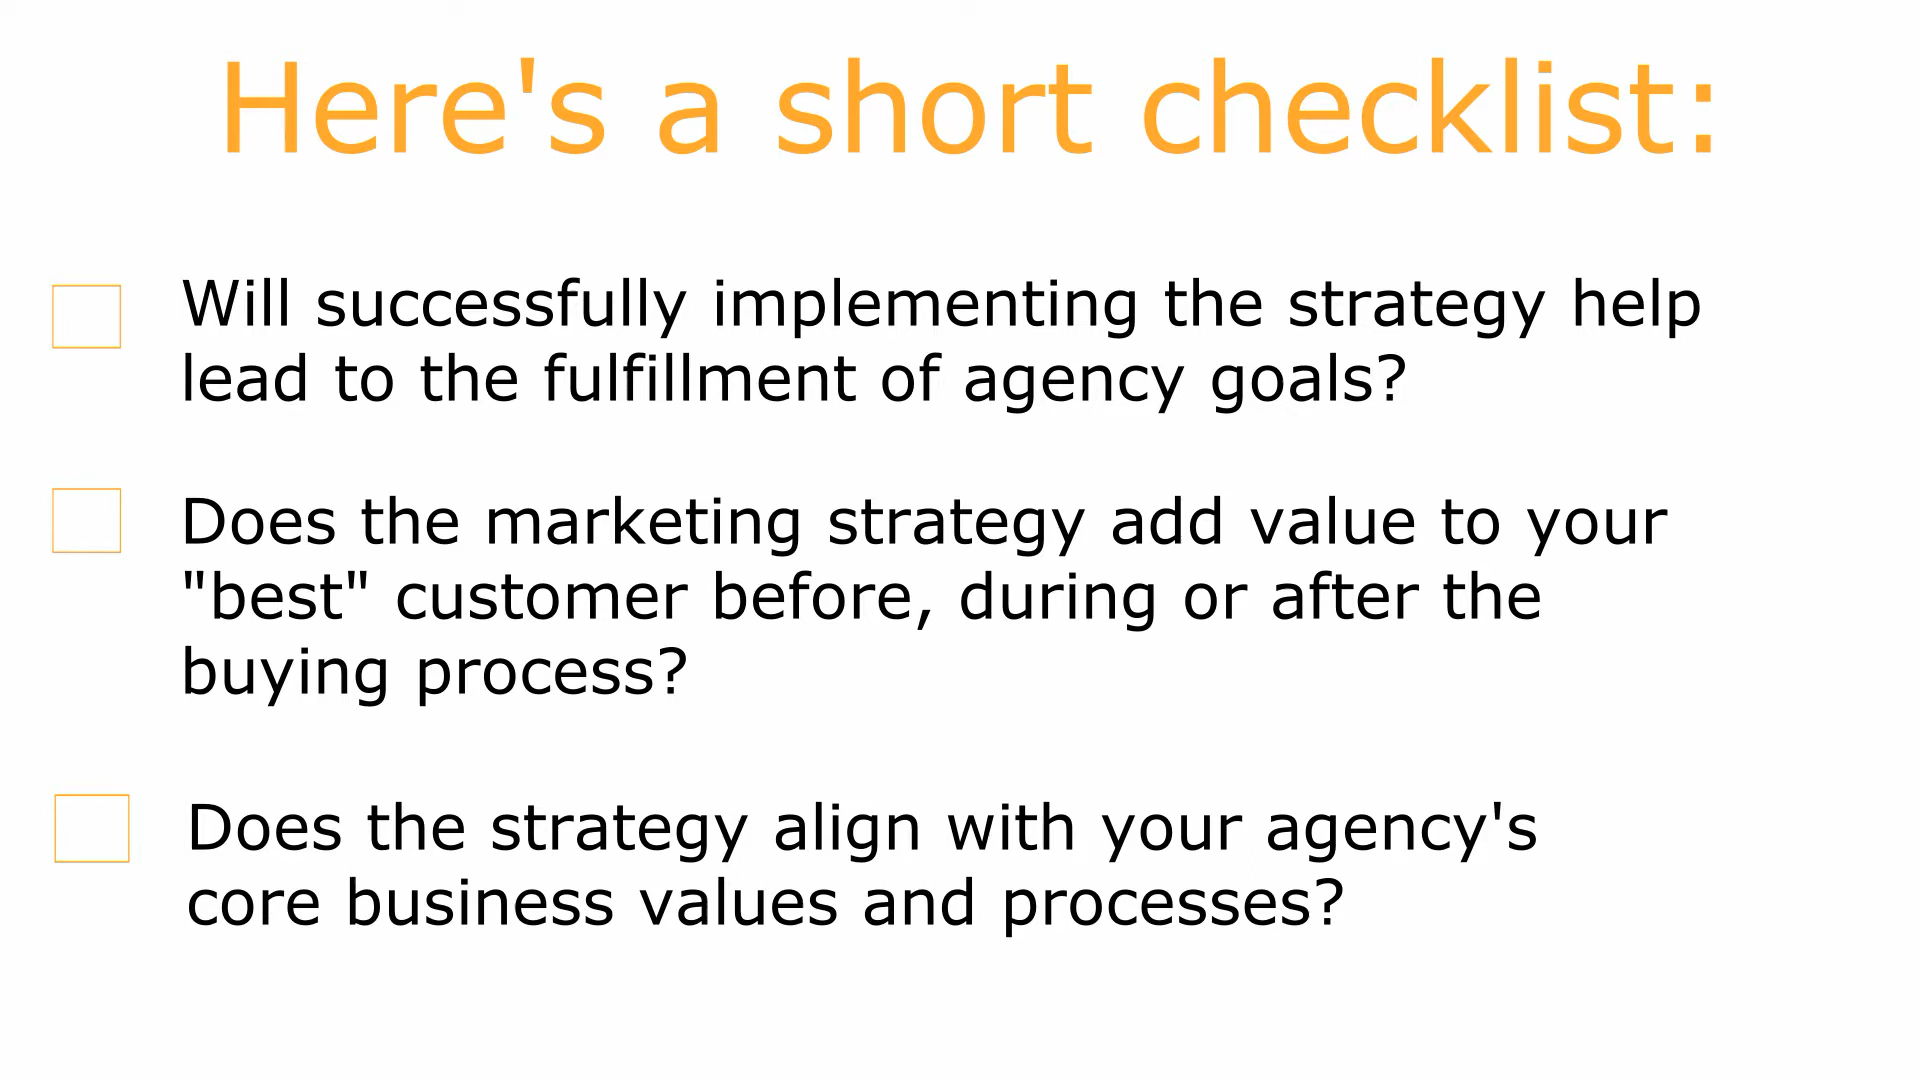 Here's a short checklist:
Will successfully implementing the strategy help
lead to the fulfillment of agency goals?
Does the marketing strategy add value to your
"best" customer before, during or after the
buying process?
Does the strategy align with your agency's
core business values and processes?